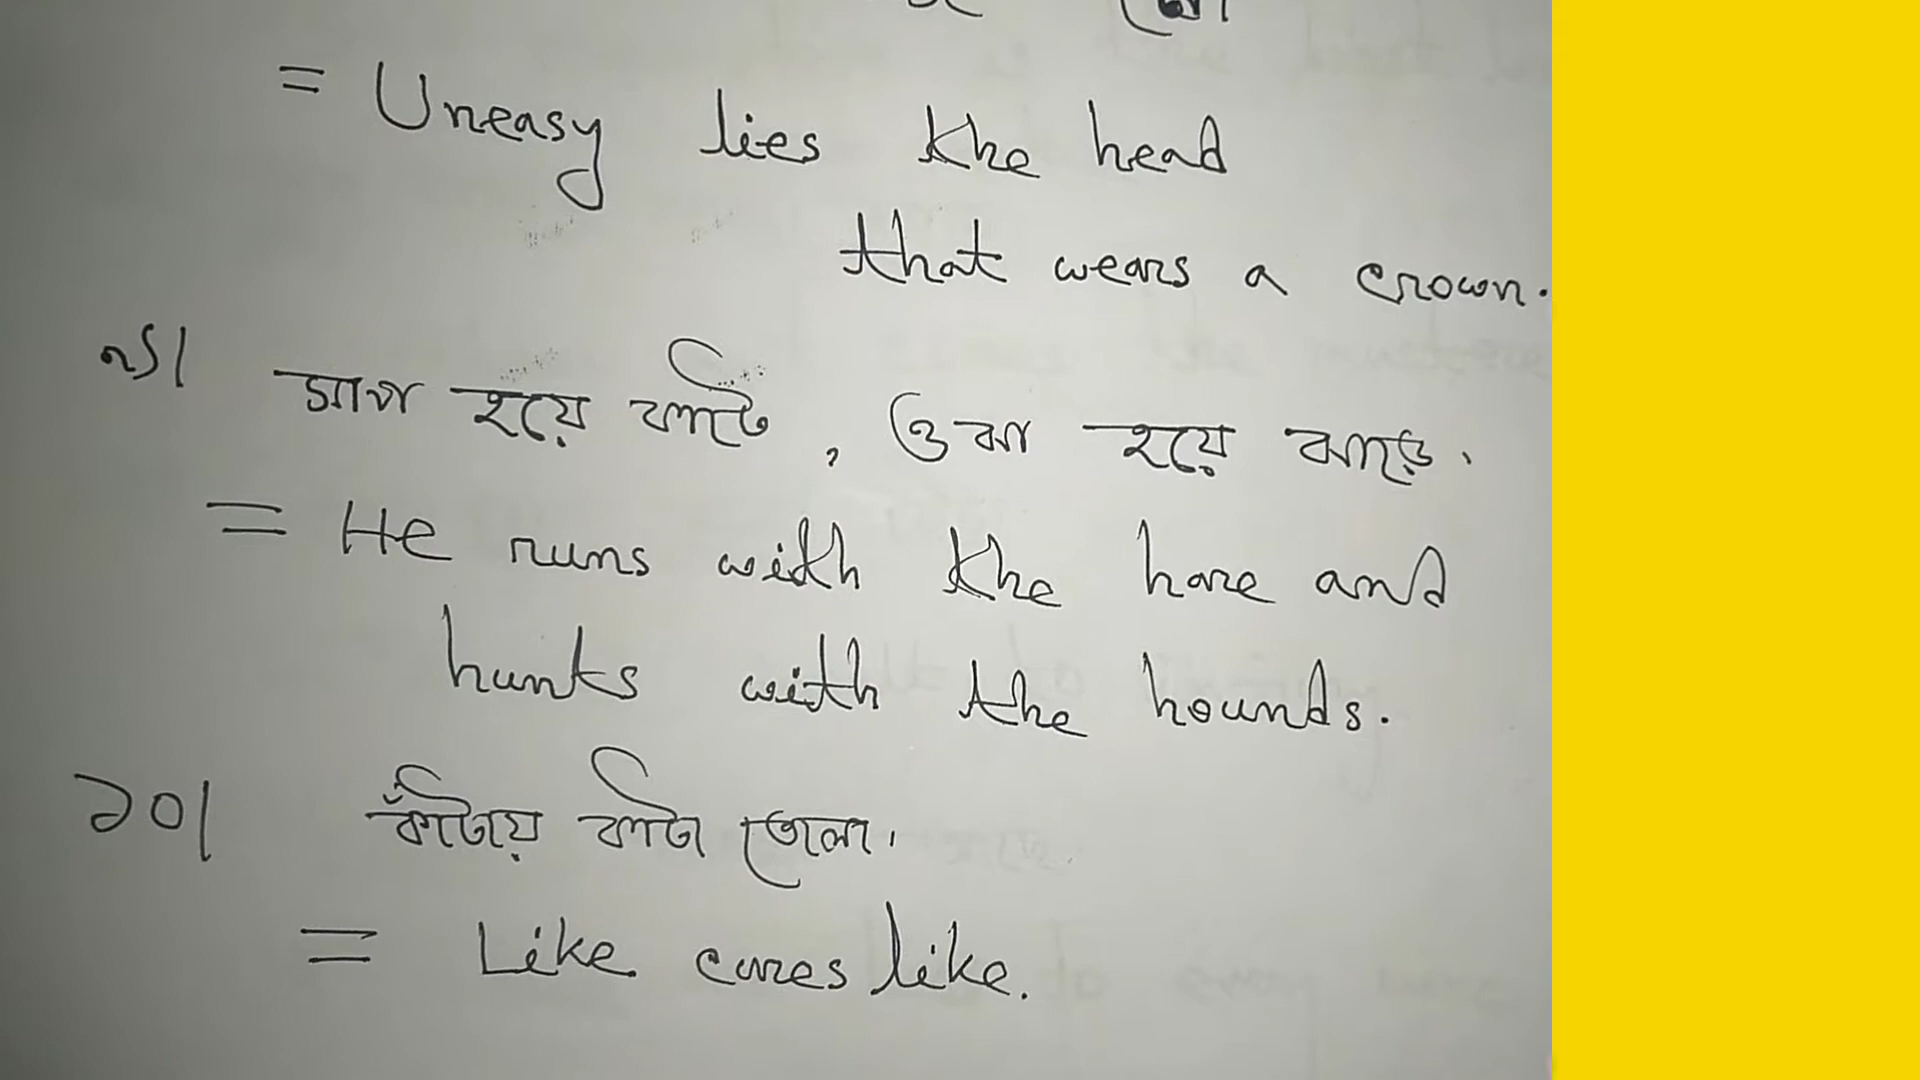 = Uneasy lies the head
that wears a crown.
৯। সাপ হয়ে কাটে, ওঝা হয়ে ঝাড়ে।
= He runs with the hare and
hunts with the hounds.
১০। কাঁটায় কাটা তোলা।
= Like cures like.